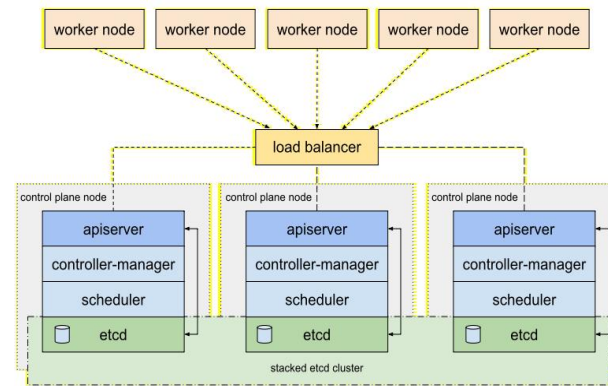 worker node
worker node
worker node
worker node
worker node
load balancer
control plane node
apiserver
controller-manager
scheduler
etcd
control plane node
apiserver
controller-manager
scheduler
etcd
control plane node
apiserver
controller-manager
scheduler
etcd
stacked etcd cluster